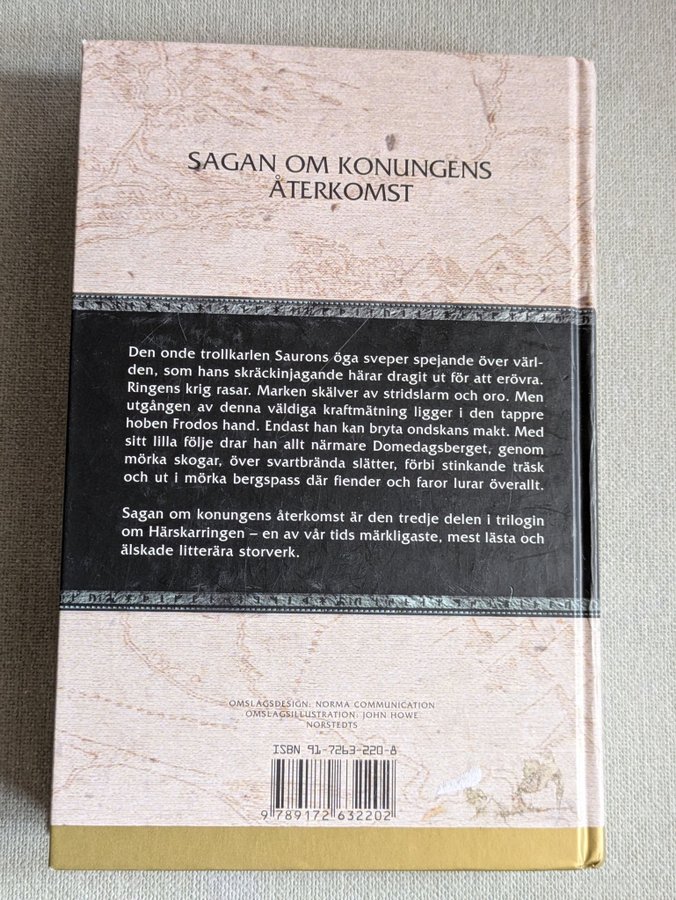 SAGAN OM KONUNGENS
ÅTERKOMST
Den onde trollkarlen Saurons öga sveper spejande över värl-
den, som hans skräckinjagande härar dragit ut för att erövra.
Ringens krig rasar. Marken skälver av stridslarm och oro. Men
utgången av denna väldiga kraftmätning ligger i den tappre
hoben Frodos hand. Endast han kan bryta ondskans makt. Med
sitt lilla följe drar han allt närmare Domedagsberget, genom
mörka skogar, över svartbrända slätter, förbi stinkande träsk
och ut i mörka bergspass där fiender och faror lurar överallt.
Sagan om konungens återkomst är den tredje delen i trilogin
om Härskarringen – en av vår tids märkligaste, mest lästa och
älskade litterära storverk.
OMSLAGSDESIGN: NORMA COMMUNICATION
OMSLAGSILLUSTRATION: JOHN HOWE
NORSTEDTS
ISBN 91-7263-220-8
9 789172 632202